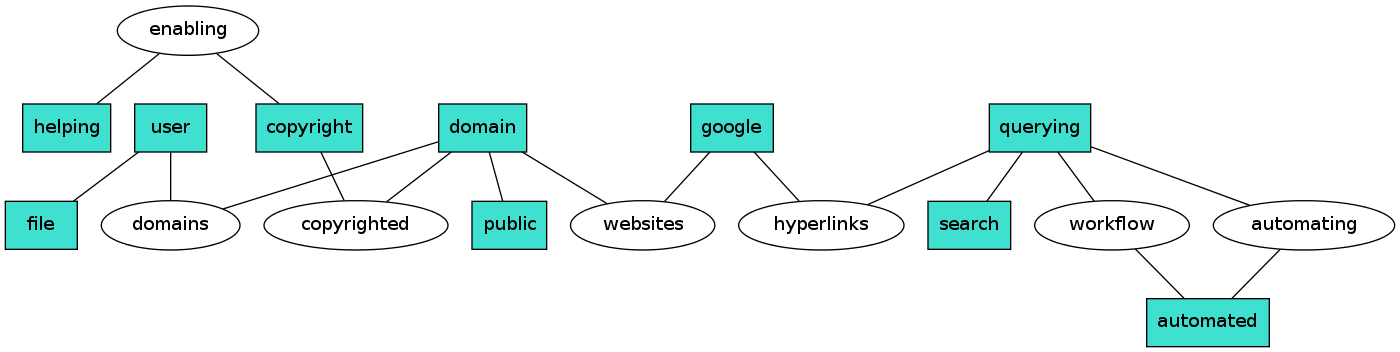 enabling
helping
user
copyright
domain
google
querying
file
domains
copyrighted
public
websites
hyperlinks
search
workflow
automating
automated